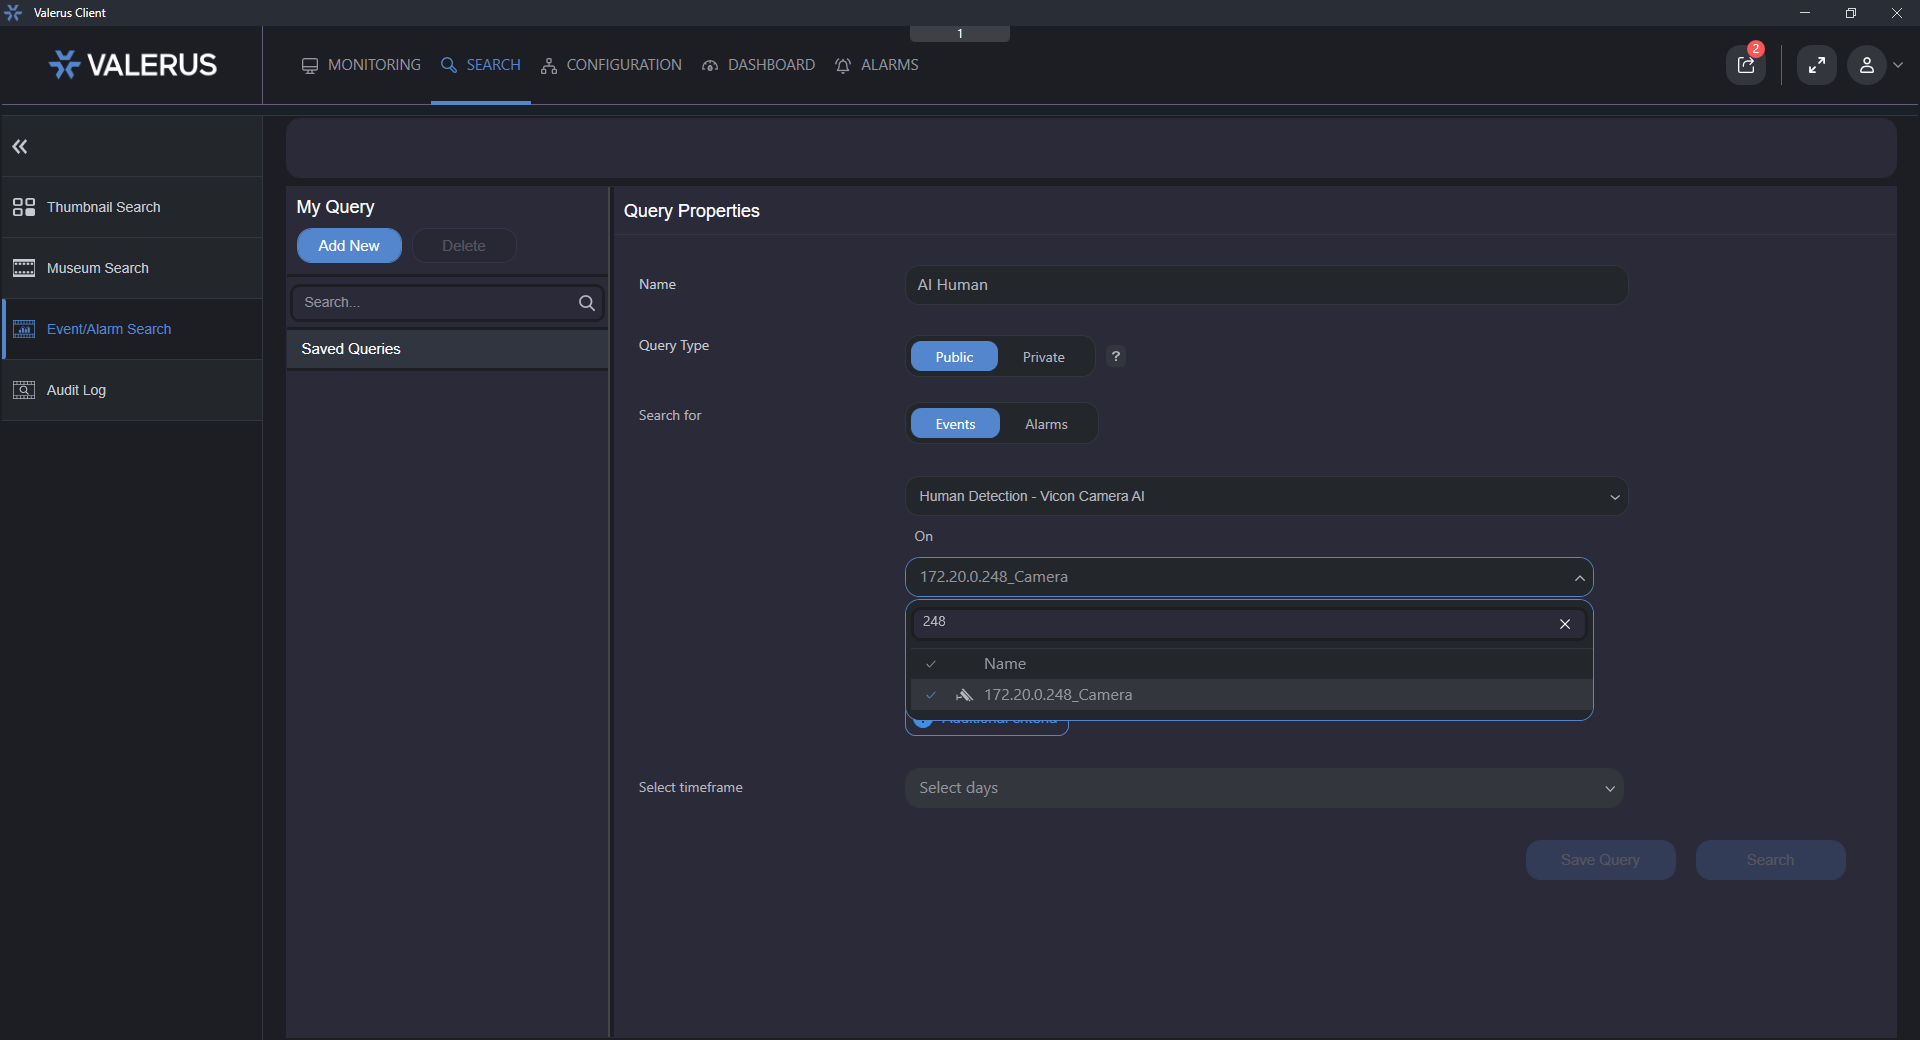 Valerus Client
1
VALERUS
MONITORING
SEARCH
CONFIGURATION
DASHBOARD
ALARMS
2
Thumbnail Search
Museum Search
Event/Alarm Search
Audit Log
My Query
Add New
Delete
Search...
Saved Queries
Query Properties
Name
AI Human
Query Type
Public
Private
?
Search for
Events
Alarms
Human Detection - Vicon Camera AI
On
172.20.0.248_Camera
248
Name
172.20.0.248_Camera
Additional criteria
Select timeframe
Select days
Save Query
Search